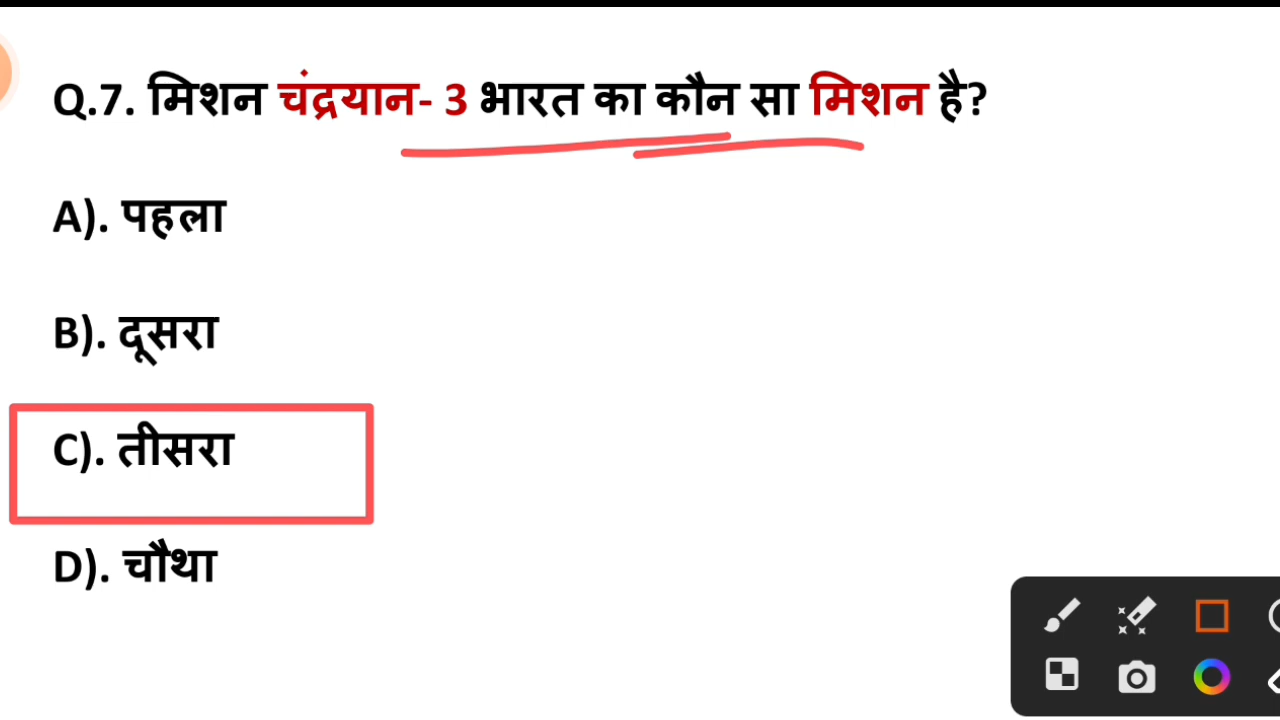 Q.7. मिशन चंद्रयान- 3 भारत का कौन सा मिशन है?
A). पहला
B). दूसरा
C). तीसरा
D). चौथा